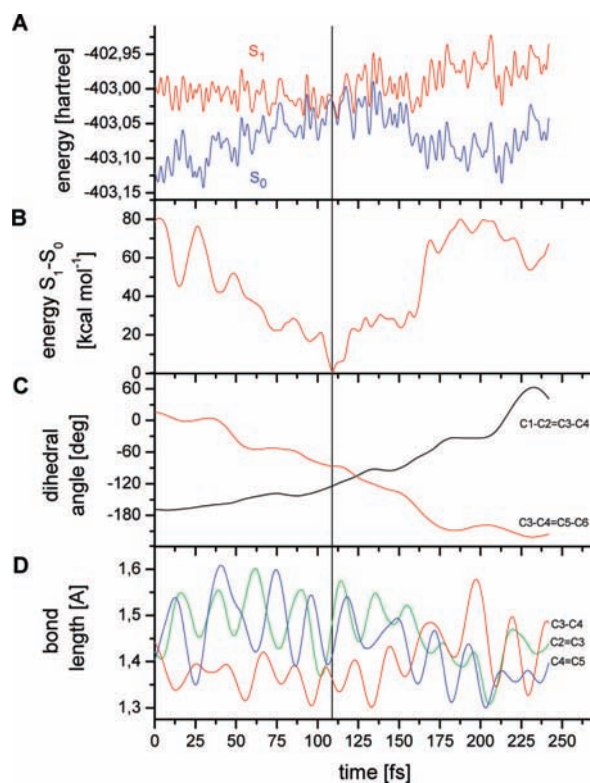 A
energy [hartree]
-402,95
-403,00
-403,05
-403,10
-403,15
S1
S0
B
energy S1-S0
[kcal mol-1]
80
60
40
20
0
C
dihedral
angle [deg]
60
0
-60
-120
-180
C1-C2=C3-C4
C3-C4=C5-C6
D
bond
length [A]
1,6
1,5
1,4
1,3
C3-C4
C2=C3
C4=C5
0 25 50 75 100 125 150 175 200 225 250
time [fs]